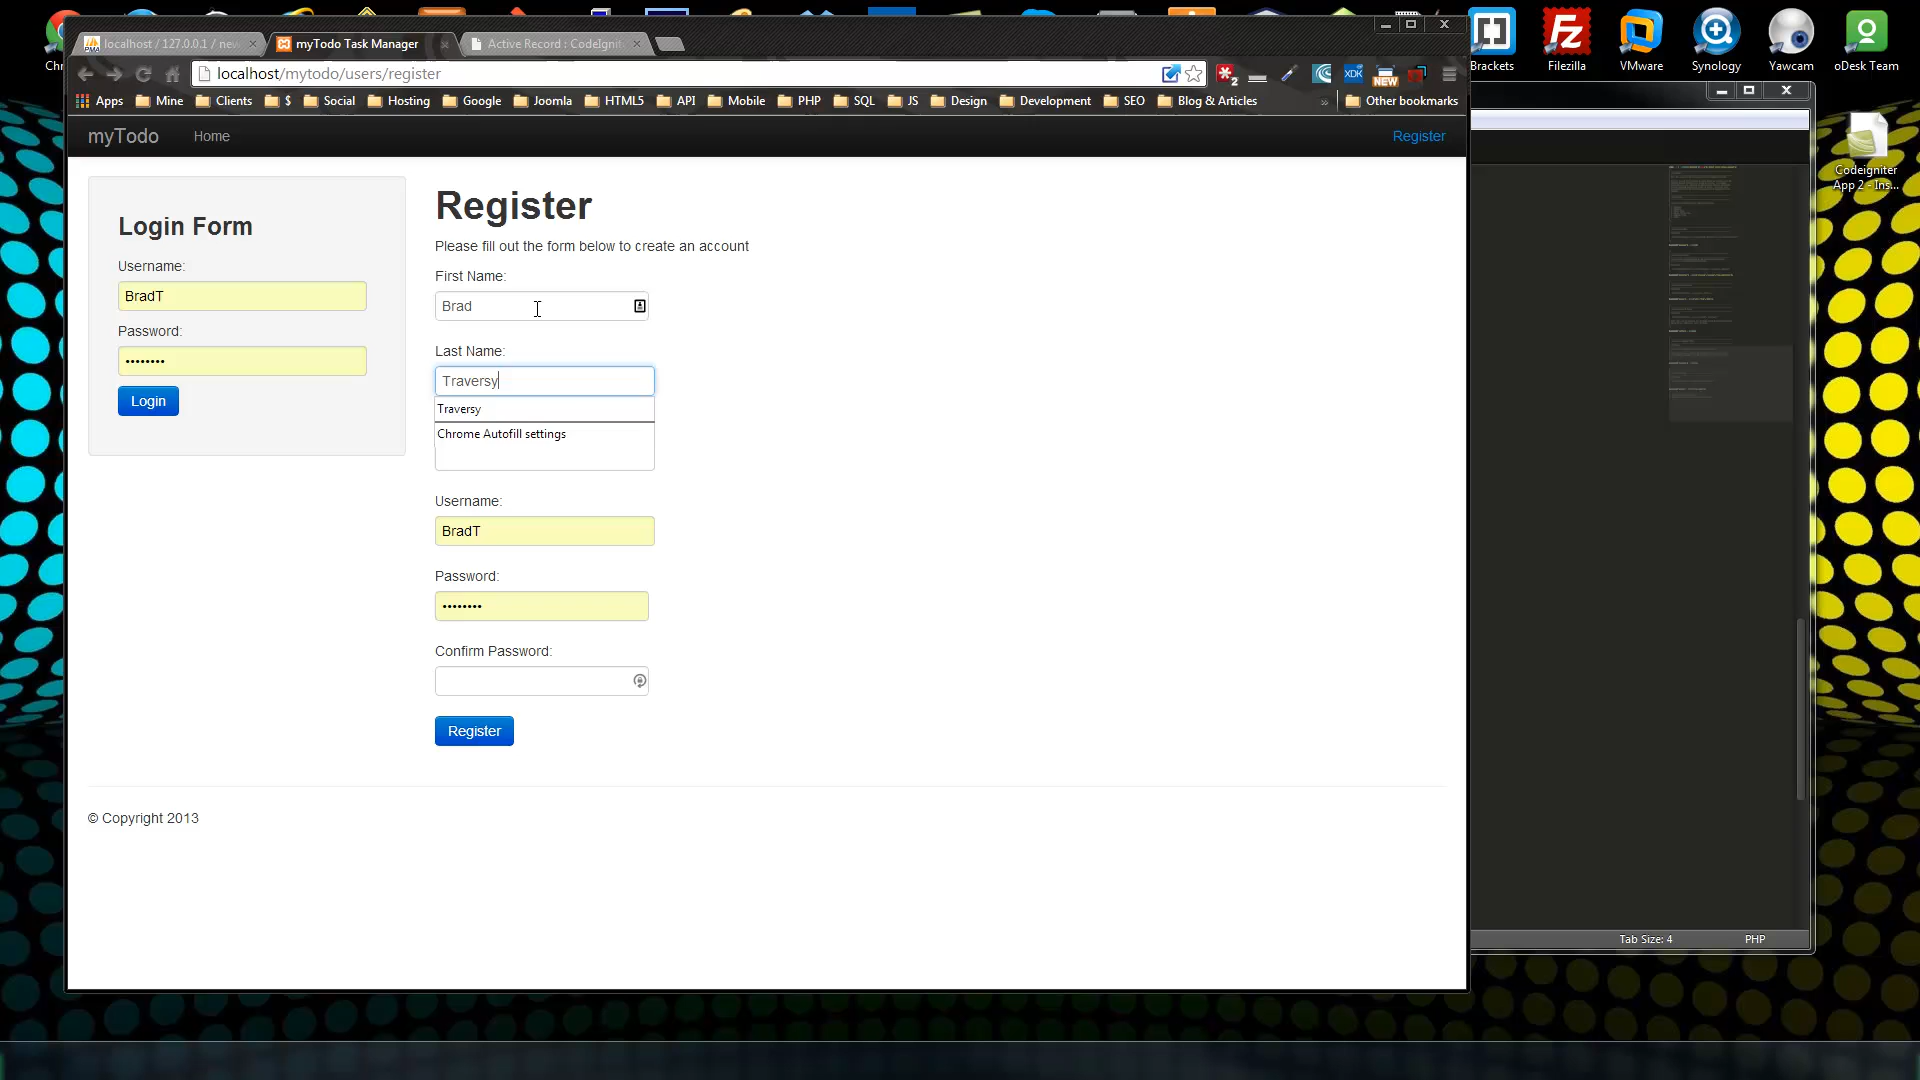 localhost / 127.0.0.1 / new
myTodo Task Manager
Active Record : CodeIgnit
localhost/mytodo/users/register
2
XDK
NEW
Apps
Mine
Clients
$
Social
Hosting
Google
Joomla
HTML5
API
Mobile
PHP
SQL
JS
Design
Development
SEO
Blog & Articles
»
Other bookmarks
Brackets
Filezilla
VMware
Synology
Yawcam
oDesk Team
Codeigniter
App 2 - Ins...
myTodo
Home
Register
Login Form
Username:
BradT
Password:
••••••••
Login
Register
Please fill out the form below to create an account
First Name:
Brad
Last Name:
Traversy
Traversy
Chrome Autofill settings
Username:
BradT
Password:
••••••••
Confirm Password:
Register
© Copyright 2013
Tab Size: 4
PHP